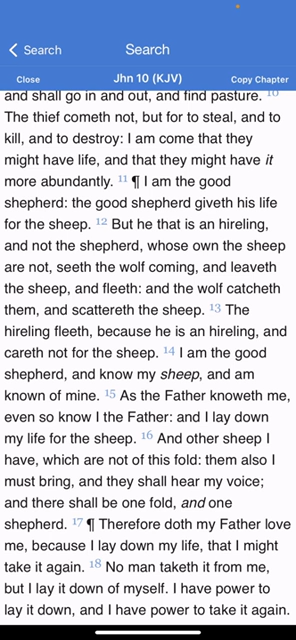 Search
Search
Close
Jhn 10 (KJV)
Copy Chapter
and shall go in and out, and find pasture. 10
The thief cometh not, but for to steal, and to
kill, and to destroy: I am come that they
might have life, and that they might have it
more abundantly. 11 ¶ I am the good
shepherd: the good shepherd giveth his life
for the sheep. 12 But he that is an hireling,
and not the shepherd, whose own the sheep
are not, seeth the wolf coming, and leaveth
the sheep, and fleeth: and the wolf catcheth
them, and scattereth the sheep. 13 The
hireling fleeth, because he is an hireling, and
careth not for the sheep. 14 I am the good
shepherd, and know my sheep, and am
known of mine. 15 As the Father knoweth me,
even so know I the Father: and I lay down
my life for the sheep. 16 And other sheep I
have, which are not of this fold: them also I
must bring, and they shall hear my voice;
and there shall be one fold, and one
shepherd. 17 ¶ Therefore doth my Father love
me, because I lay down my life, that I might
take it again. 18 No man taketh it from me,
but I lay it down of myself. I have power to
lay it down, and I have power to take it again.